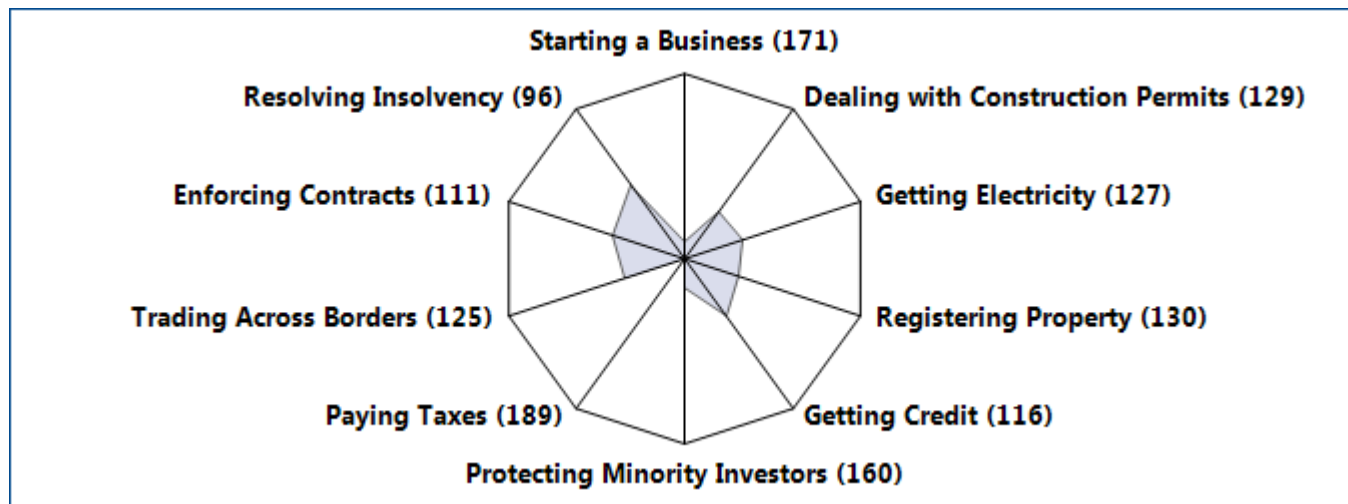 Starting a Business (171)
Resolving Insolvency (96)
Dealing with Construction Permits (129)
Enforcing Contracts (111)
Getting Electricity (127)
Trading Across Borders (125)
Registering Property (130)
Paying Taxes (189)
Getting Credit (116)
Protecting Minority Investors (160)